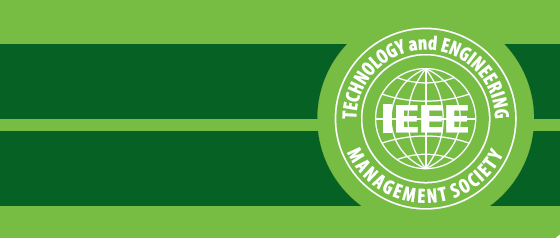 TECHNOLOGY and ENGINEERING
IEEE
MANAGEMENT SOCIETY